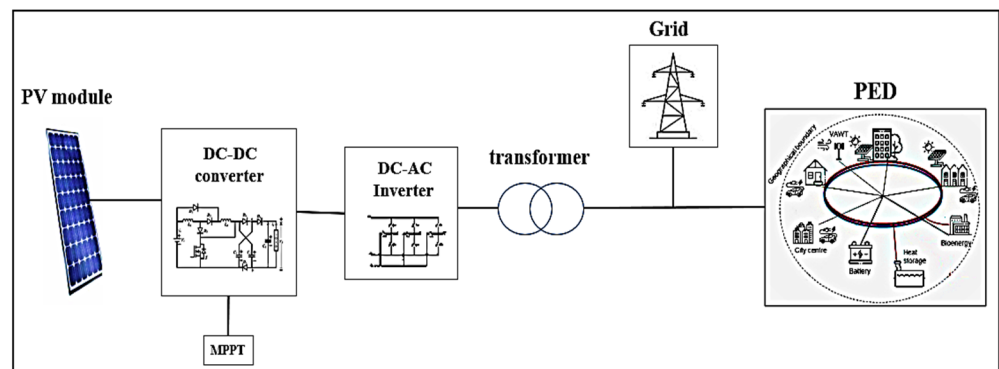 PV module
DC-DC
converter
MPPT
DC-AC
Inverter
transformer
Grid
PED
Geographical boundary
VAWT
City centre
Battery
Heat
storage
Bioenergy